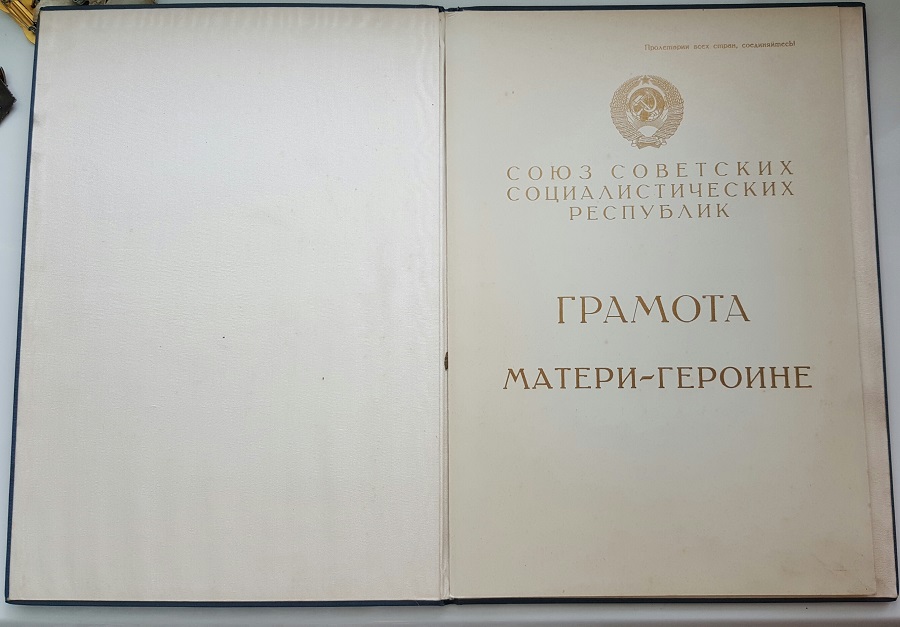 Пролетарии всех стран, соединяйтесь!
СОЮЗ СОВЕТСКИХ
СОЦИАЛИСТИЧЕСКИХ
РЕСПУБЛИК
ГРАМОТА
МАТЕРИ-ГЕРОИНЕ